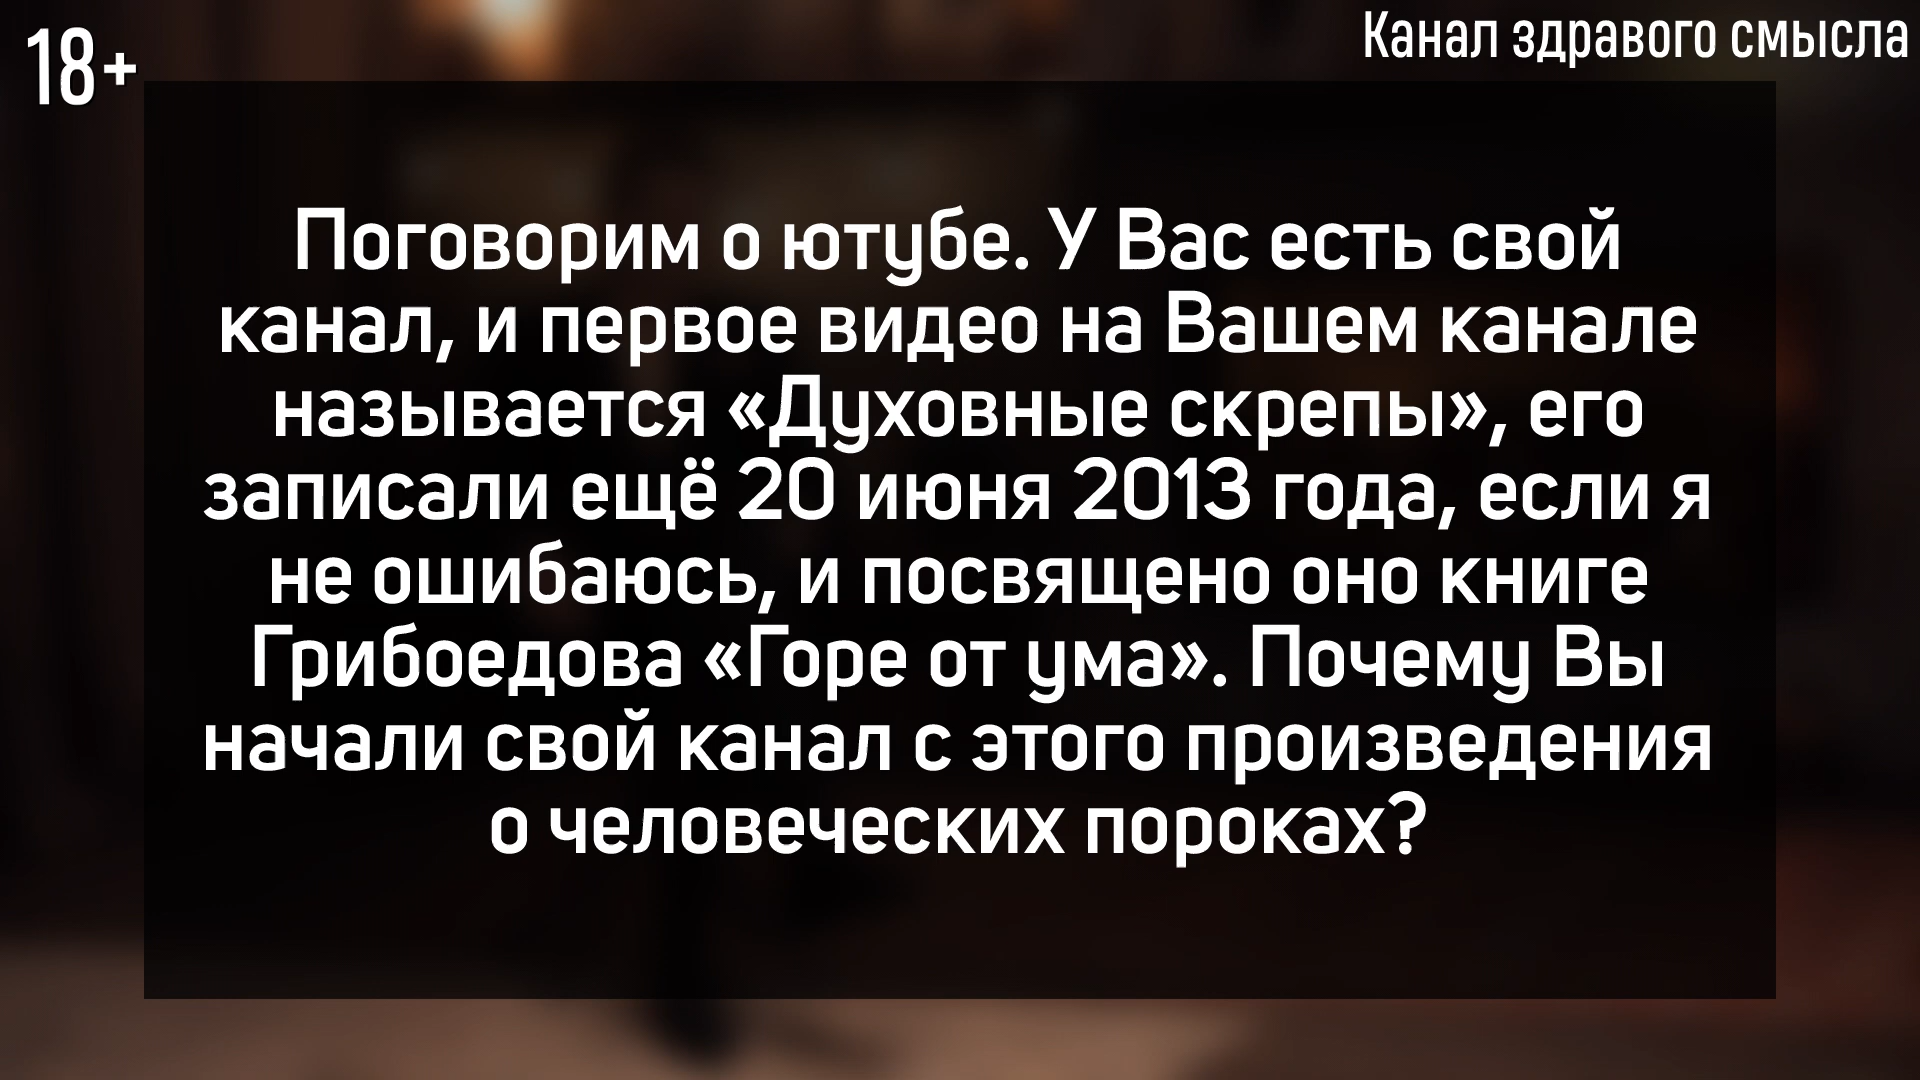 18+
Канал здравого смысла
Поговорим о ютубе. У Вас есть свой
канал, и первое видео на Вашем канале
называется «Духовные скрепы», его
записали ещё 20 июня 2013 года, если я
не ошибаюсь, и посвящено оно книге
Грибоедова «Горе от ума». Почему Вы
начали свой канал с этого произведения
о человеческих пороках?